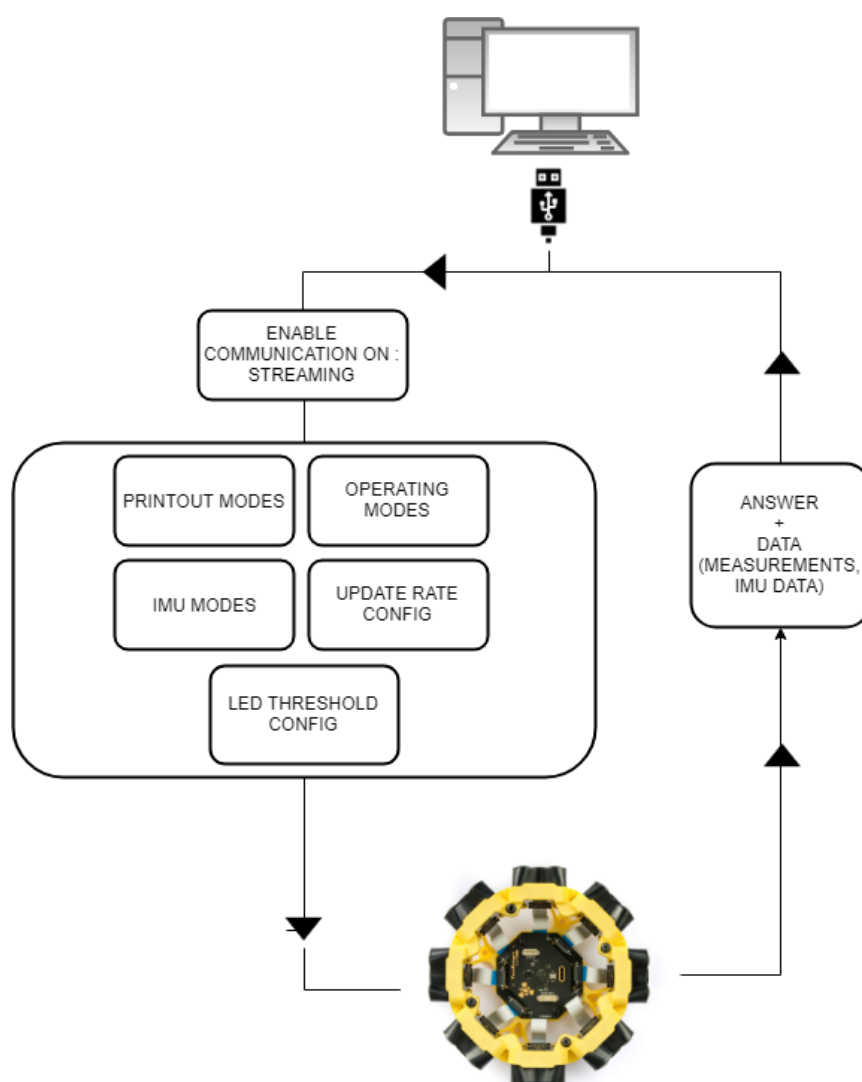 ENABLE
COMMUNICATION ON :
STREAMING
PRINTOUT MODES
OPERATING
MODES
IMU MODES
UPDATE RATE
CONFIG
LED THRESHOLD
CONFIG
ANSWER
+
DATA
(MEASUREMENTS,
IMU DATA)